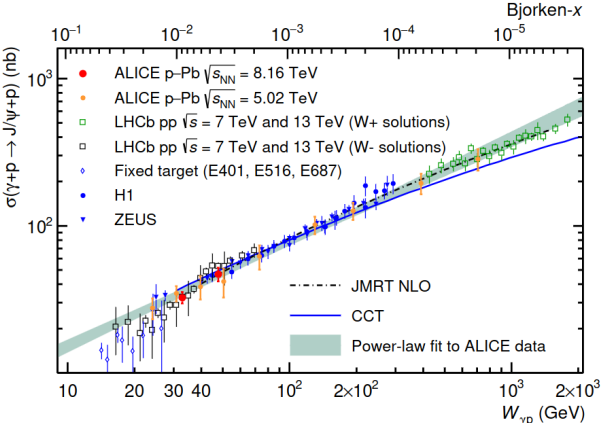 Bjorken-x
10⁻¹ 10⁻² 10⁻³ 10⁻⁴ 10⁻⁵
σ(γ+p → J/ψ+p) (nb)
10³
10²
ALICE p–Pb √s_NN = 8.16 TeV
ALICE p–Pb √s_NN = 5.02 TeV
LHCb pp √s = 7 TeV and 13 TeV (W+ solutions)
LHCb pp √s = 7 TeV and 13 TeV (W- solutions)
Fixed target (E401, E516, E687)
H1
ZEUS
JMRT NLO
CCT
Power-law fit to ALICE data
10 20 30 40 10² 2×10² 10³ 2×10³
W_γp (GeV)